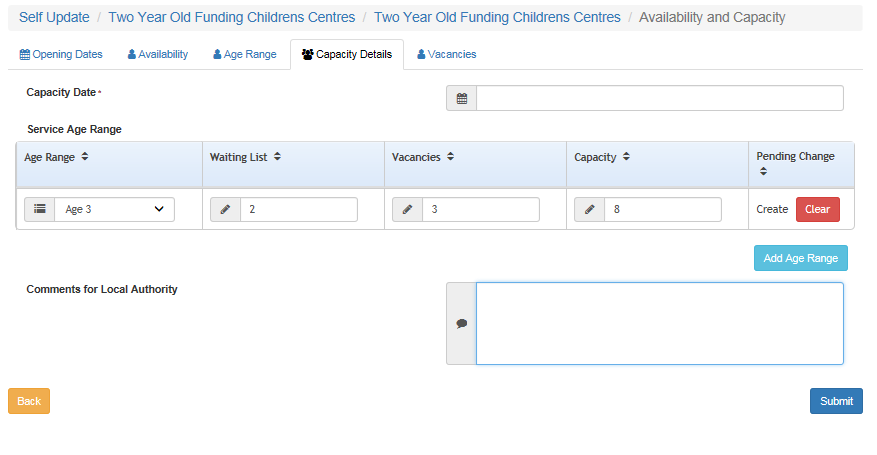 Self Update / Two Year Old Funding Childrens Centres / Two Year Old Funding Childrens Centres / Availability and Capacity
Opening Dates Availability Age Range Capacity Details Vacancies
Capacity Date *
Service Age Range
Age Range Waiting List Vacancies Capacity Pending Change
Age 3 2 3 8 Create Clear
Add Age Range
Comments for Local Authority
Back Submit